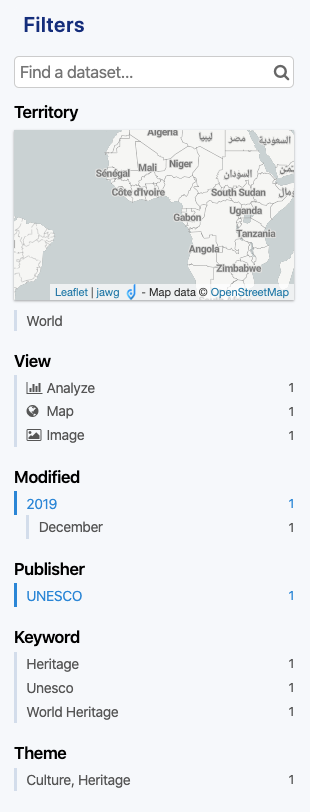 Filters
Find a dataset...
Territory
Algeria
ليبيا
مصر
السعودية
Mali
Niger
Sénégal
السودان
Côte d'Ivoire
South Sudan
Gabon
Uganda
Tanzania
Angola
Zimbabwe
Leaflet | jawg - Map data © OpenStreetMap
World
View
Analyze 1
Map 1
Image 1
Modified
2019 1
December 1
Publisher
UNESCO 1
Keyword
Heritage 1
Unesco 1
World Heritage 1
Theme
Culture, Heritage 1